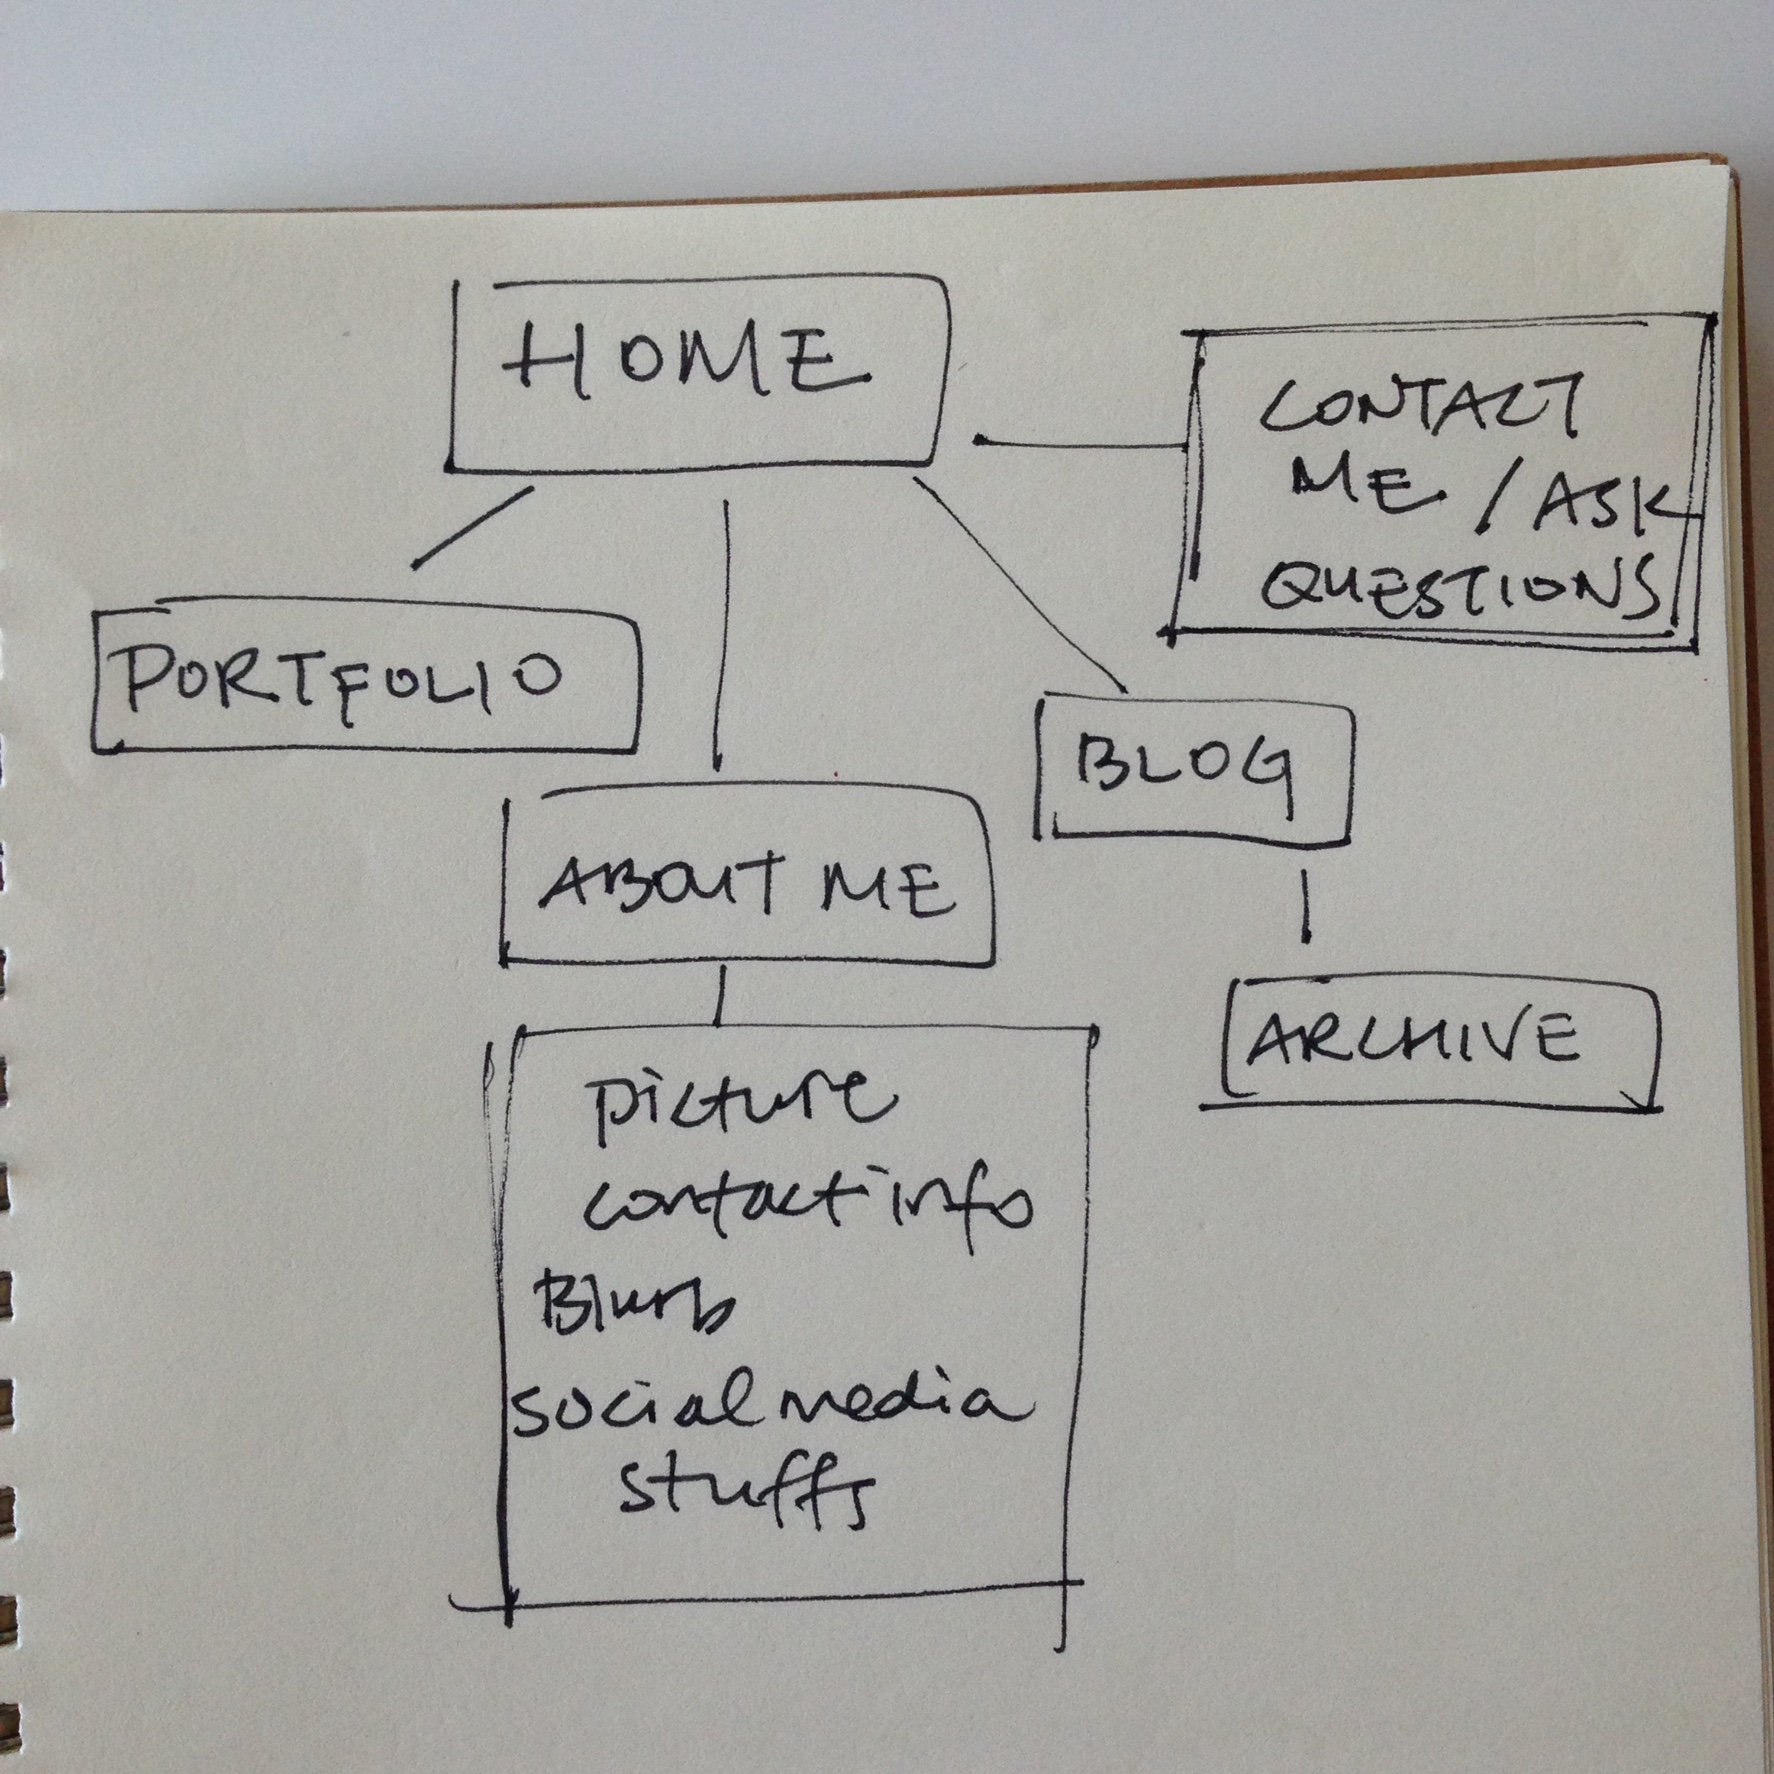 HOME
CONTACT
ME / ASK
QUESTIONS
PORTFOLIO
BLOG
ABOUT ME
ARCHIVE
picture
contact info
Blurb
social media
stuffs